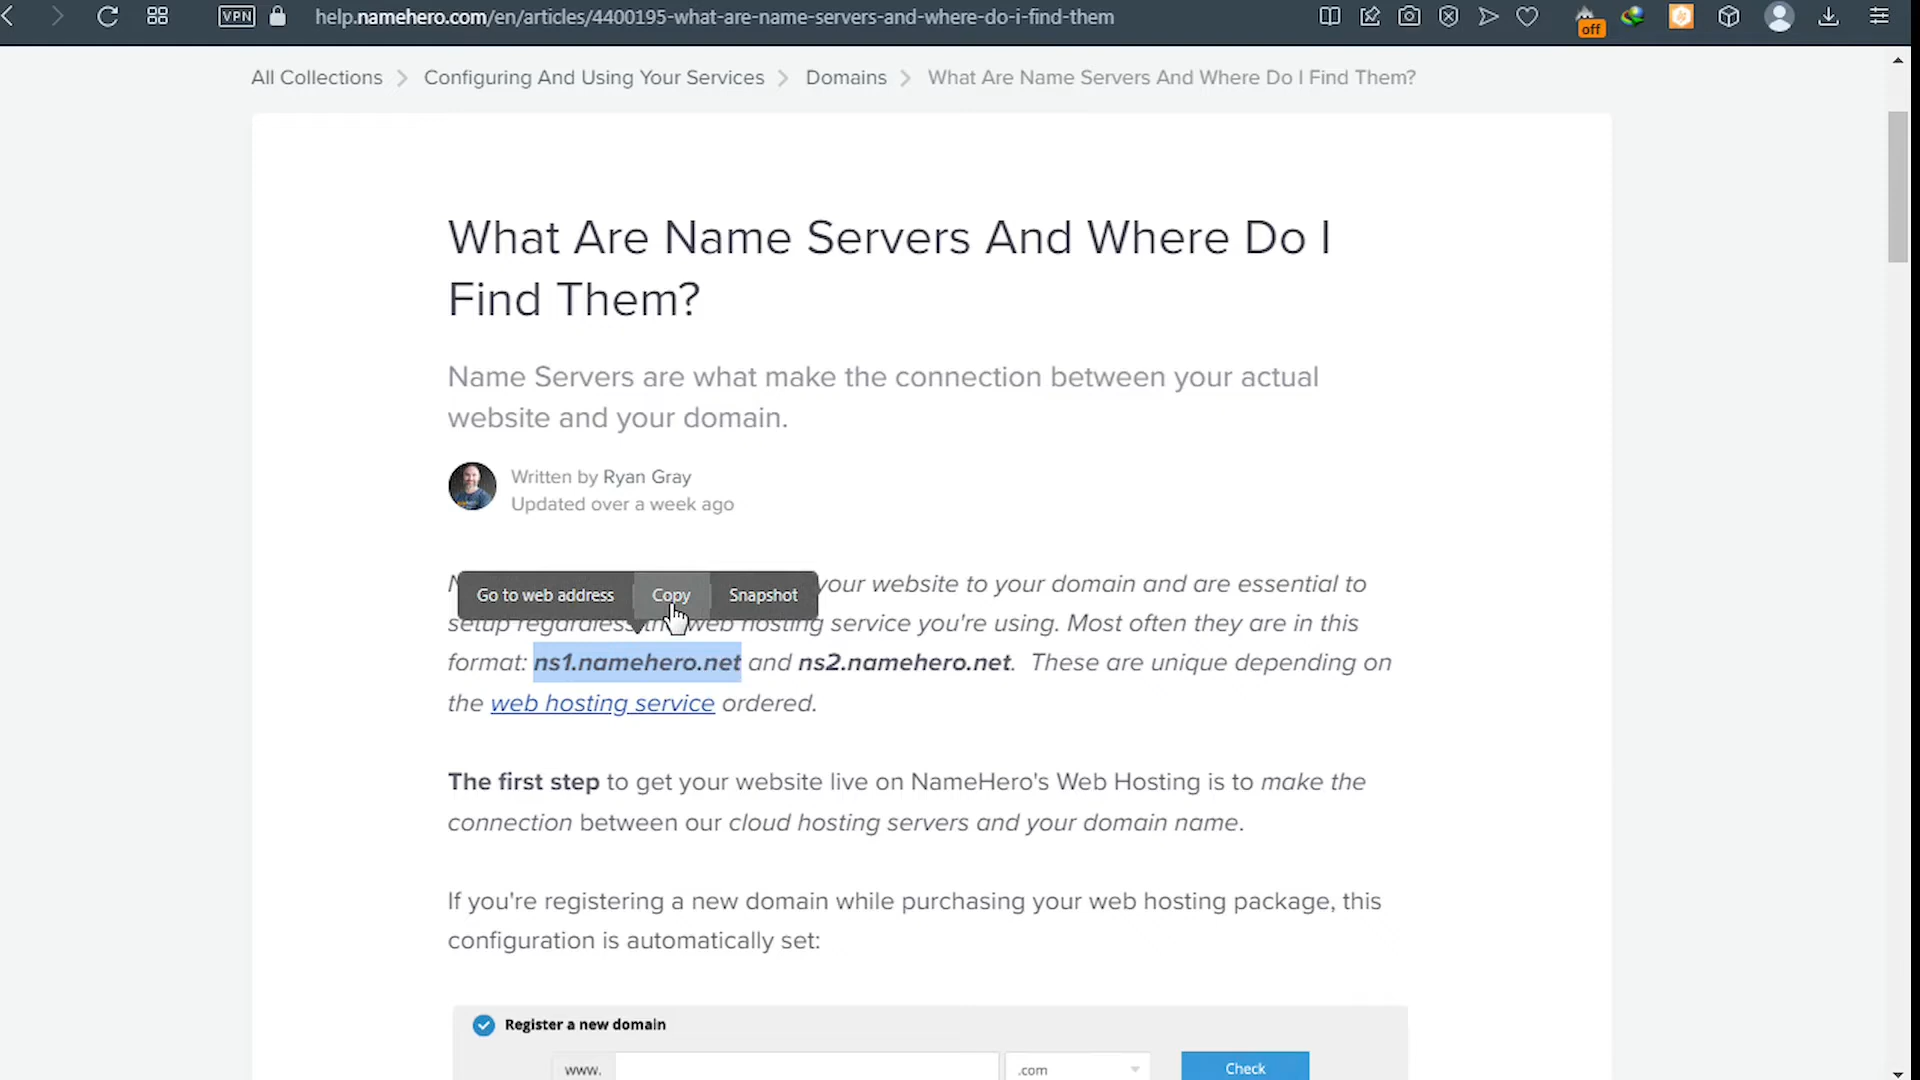 VPN help.namehero.com/en/articles/4400195-what-are-name-servers-and-where-do-i-find-them off
All Collections Configuring And Using Your Services Domains What Are Name Servers And Where Do I Find Them?
What Are Name Servers And Where Do I
Find Them?
Name Servers are what make the connection between your actual
website and your domain.
Written by Ryan Gray
Updated over a week ago
Go to web address Copy Snapshot
your website to your domain and are essential to
setup regardless the web hosting service you're using. Most often they are in this
format: ns1.namehero.net and ns2.namehero.net. These are unique depending on
the web hosting service ordered.
The first step to get your website live on NameHero's Web Hosting is to make the
connection between our cloud hosting servers and your domain name.
If you're registering a new domain while purchasing your web hosting package, this
configuration is automatically set:
Register a new domain
www. .com Check